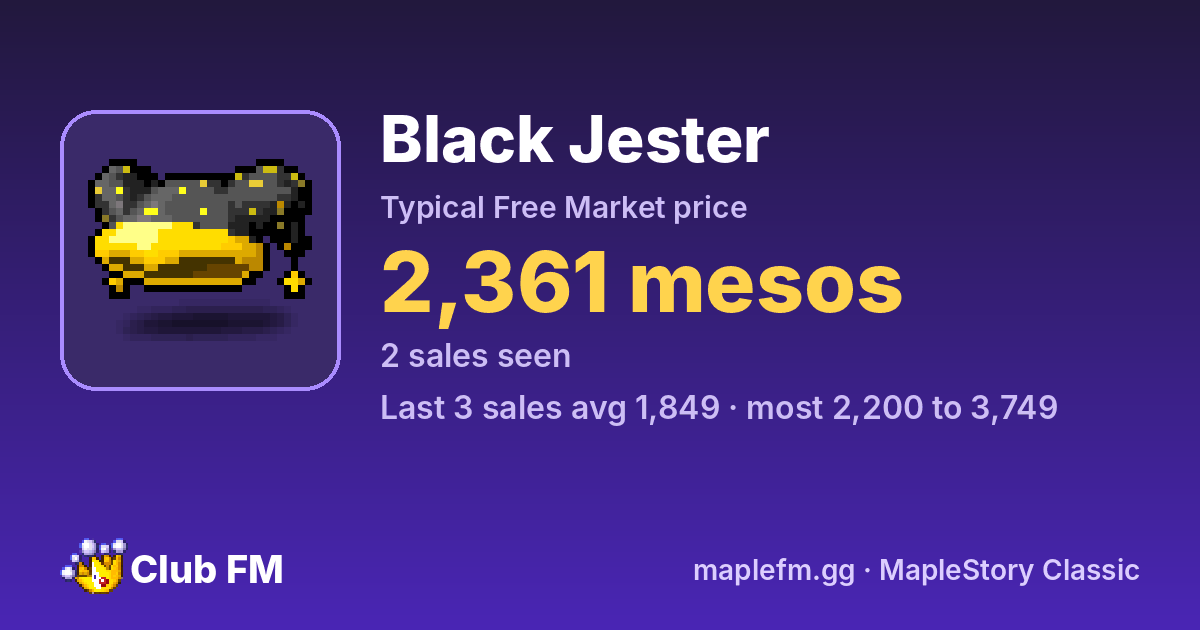 Black Jester
Typical Free Market price
2,361 mesos
2 sales seen
Last 3 sales avg 1,849 · most 2,200 to 3,749
Club FM
maplefm.gg · MapleStory Classic